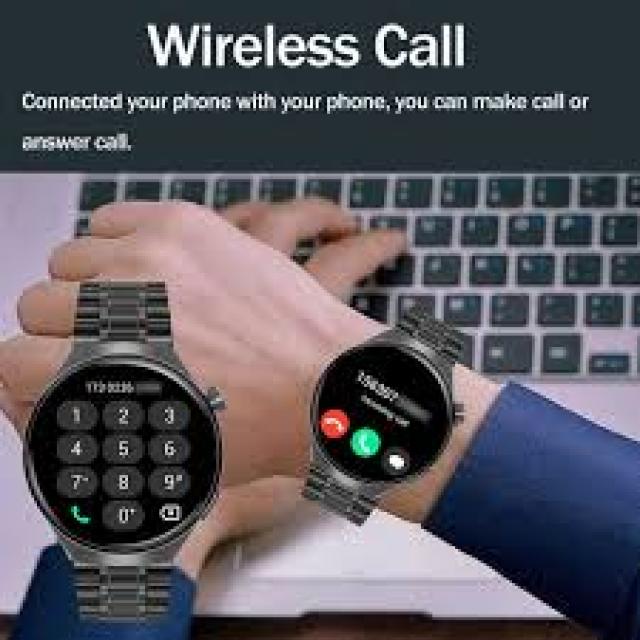 Wireless Call
Connected your phone with your phone, you can make call or
answer call.
1 2 3
4 5 6
7 8 9
0